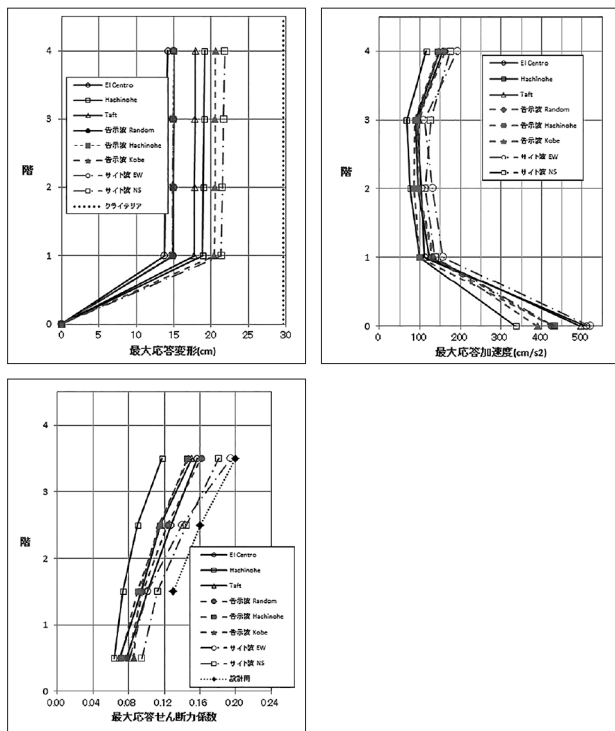 4
3
2
1
0
階
El Centro
Hachinohe
Taft
告示波 Random
告示波 Hachinohe
告示波 Kobe
サイト波 EW
サイト波 NS
クライテリア
0 5 10 15 20 25 30
最大応答変形(cm)
4
3
2
1
0
階
El Centro
Hachinohe
Taft
告示波 Random
告示波 Hachinohe
告示波 Kobe
サイト波 EW
サイト波 NS
0 100 200 300 400 500
最大応答加速度(cm/s2)
4
3
2
1
0
階
El Centro
Hachinohe
Taft
告示波 Random
告示波 Hachinohe
告示波 Kobe
サイト波 EW
サイト波 NS
設計用
0.00 0.04 0.08 0.12 0.16 0.20 0.24
最大応答せん断力係数